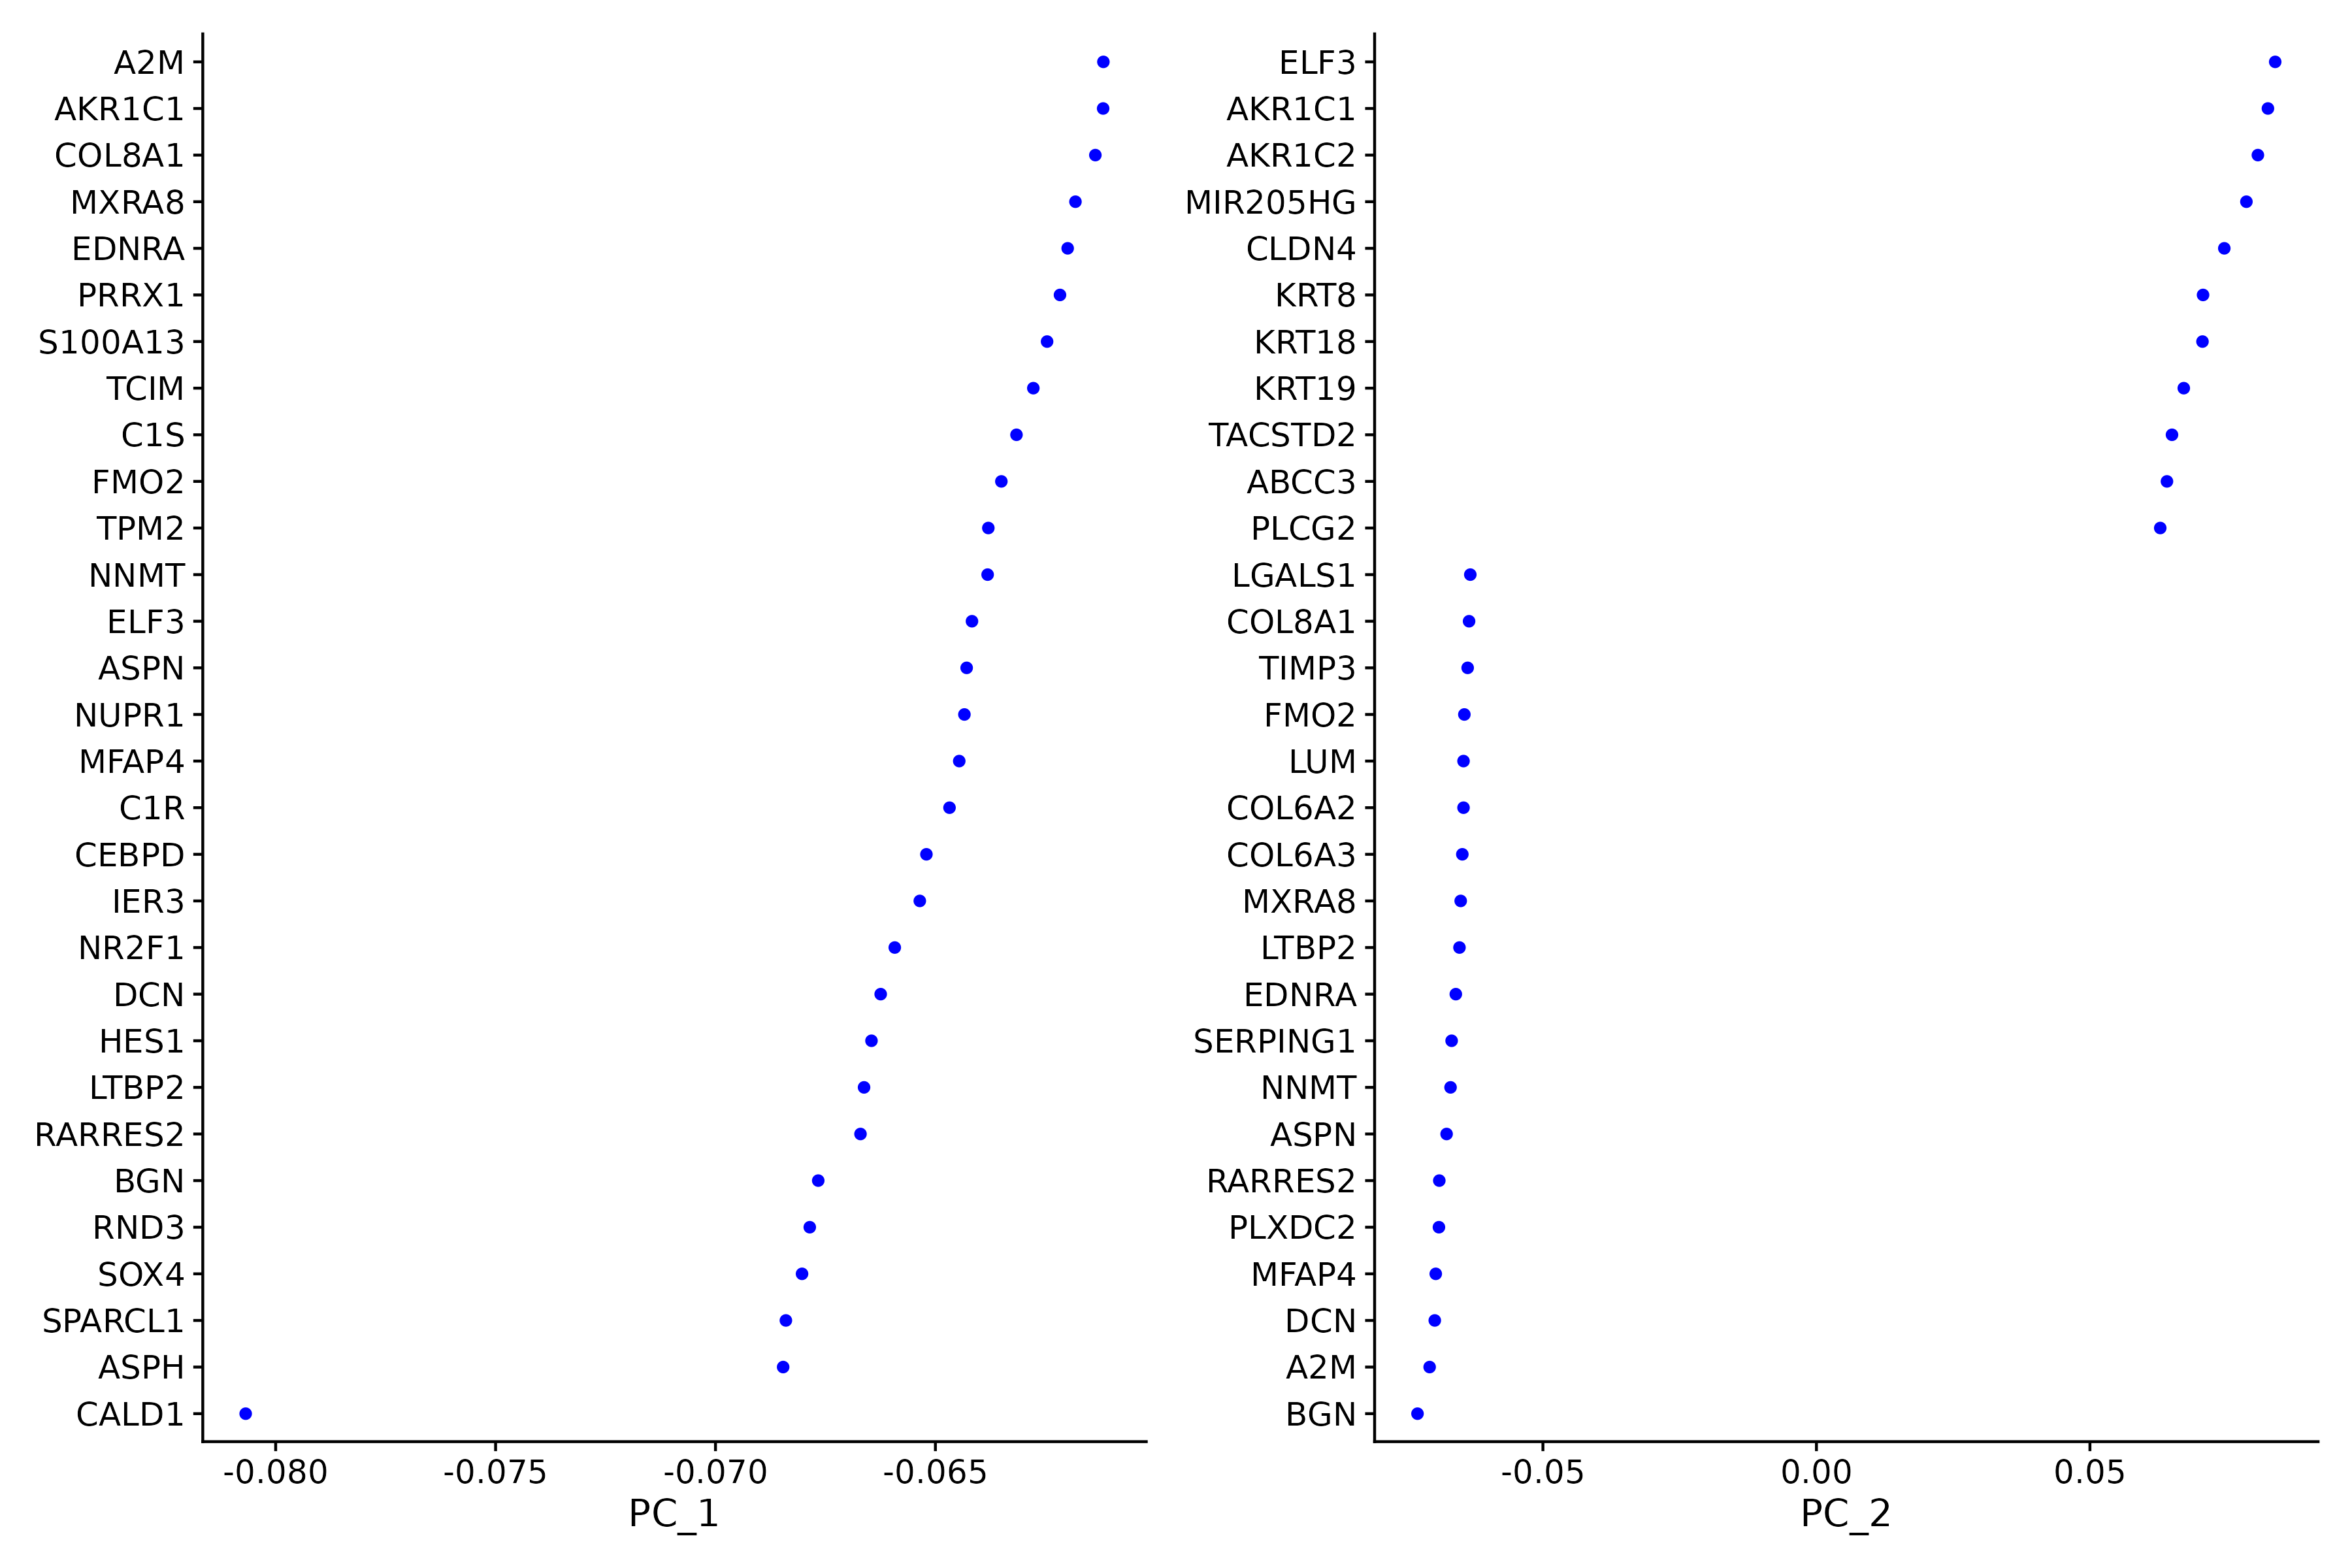 A2M
AKR1C1
COL8A1
MXRA8
EDNRA
PRRX1
S100A13
TCIM
C1S
FMO2
TPM2
NNMT
ELF3
ASPN
NUPR1
MFAP4
C1R
CEBPD
IER3
NR2F1
DCN
HES1
LTBP2
RARRES2
BGN
RND3
SOX4
SPARCL1
ASPH
CALD1
-0.080 -0.075 -0.070 -0.065
PC_1
ELF3
AKR1C1
AKR1C2
MIR205HG
CLDN4
KRT8
KRT18
KRT19
TACSTD2
ABCC3
PLCG2
LGALS1
COL8A1
TIMP3
FMO2
LUM
COL6A2
COL6A3
MXRA8
LTBP2
EDNRA
SERPING1
NNMT
ASPN
RARRES2
PLXDC2
MFAP4
DCN
A2M
BGN
-0.05 0.00 0.05
PC_2